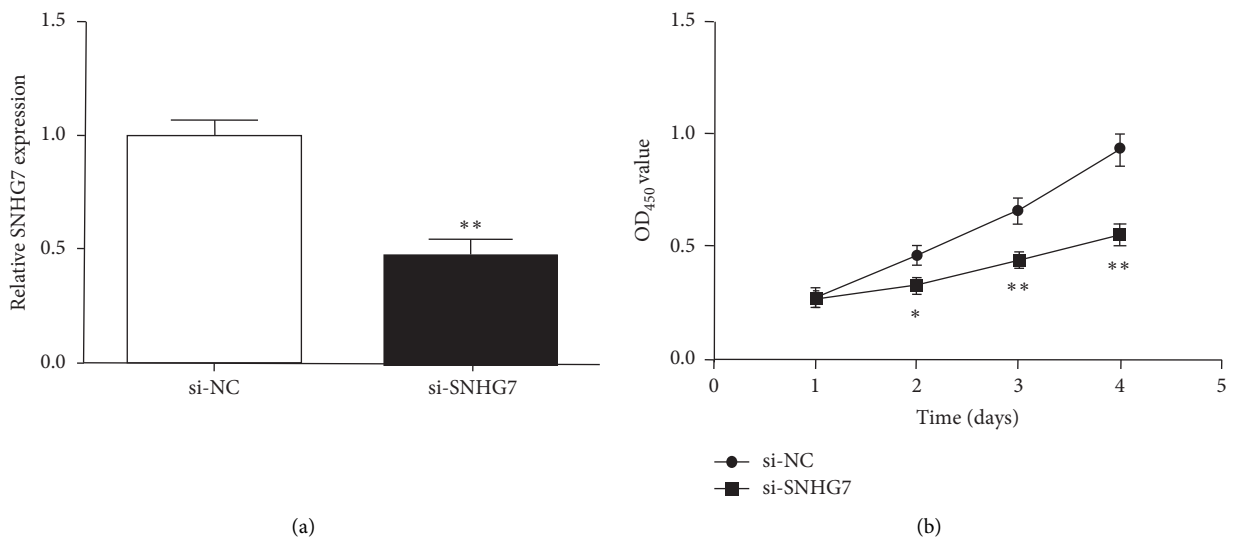 Relative SNHG7 expression
1.5
1.0
0.5
0.0
**
si-NC
si-SNHG7
(a)
OD450 value
1.5
1.0
0.5
0.0
*
**
**
0
1
2
3
4
5
Time (days)
si-NC
si-SNHG7
(b)